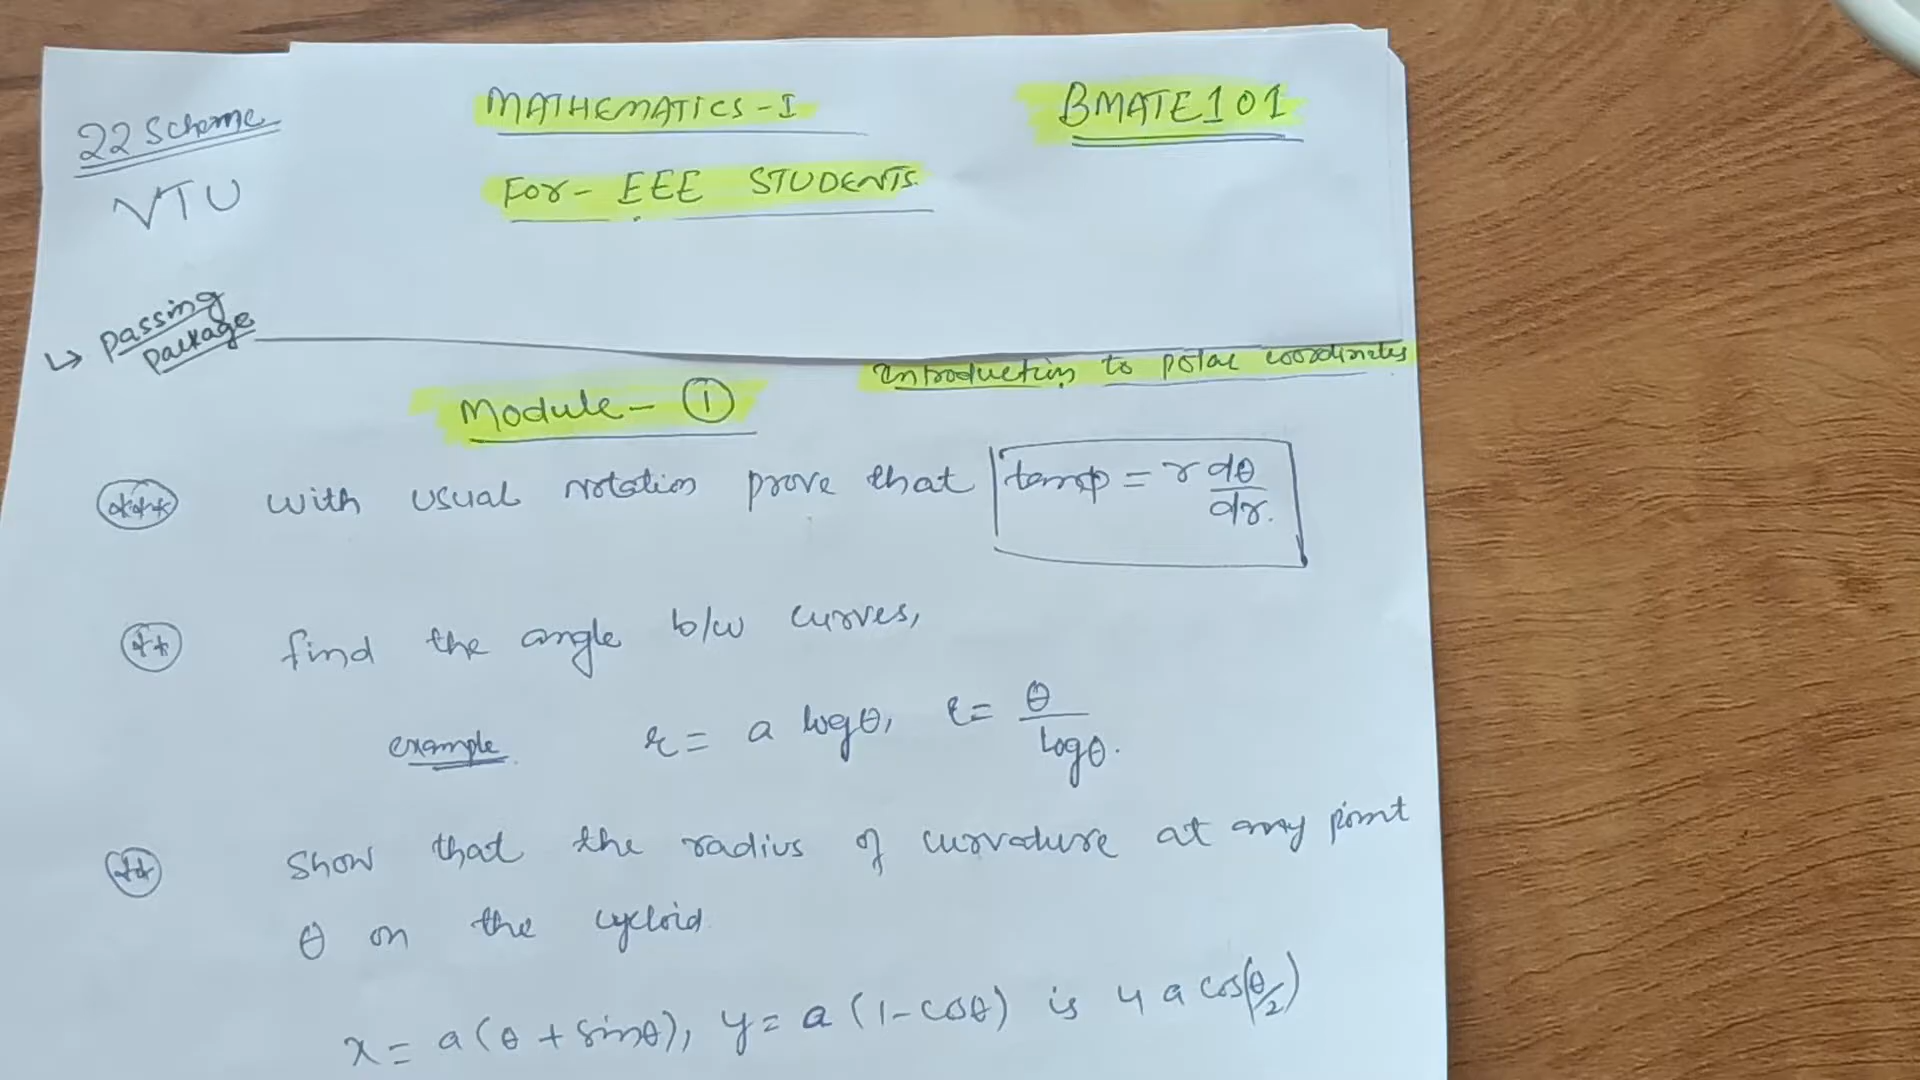 22 Scheme
VTU
MATHEMATICS-I
BMATE101
For- EEE STUDENTS.
↳ passing package
Introduction to polar coordinates
Module- ①
*** with usual notation prove that tanφ = r dθ/dr.
** find the angle b/w curves,
example. r = a logθ, r = θ/logθ.
** Show that the radius of curvature at any point
θ on the cycloid
x = a(θ + sinθ), y = a(1-cosθ) is 4 a cos(θ/2)